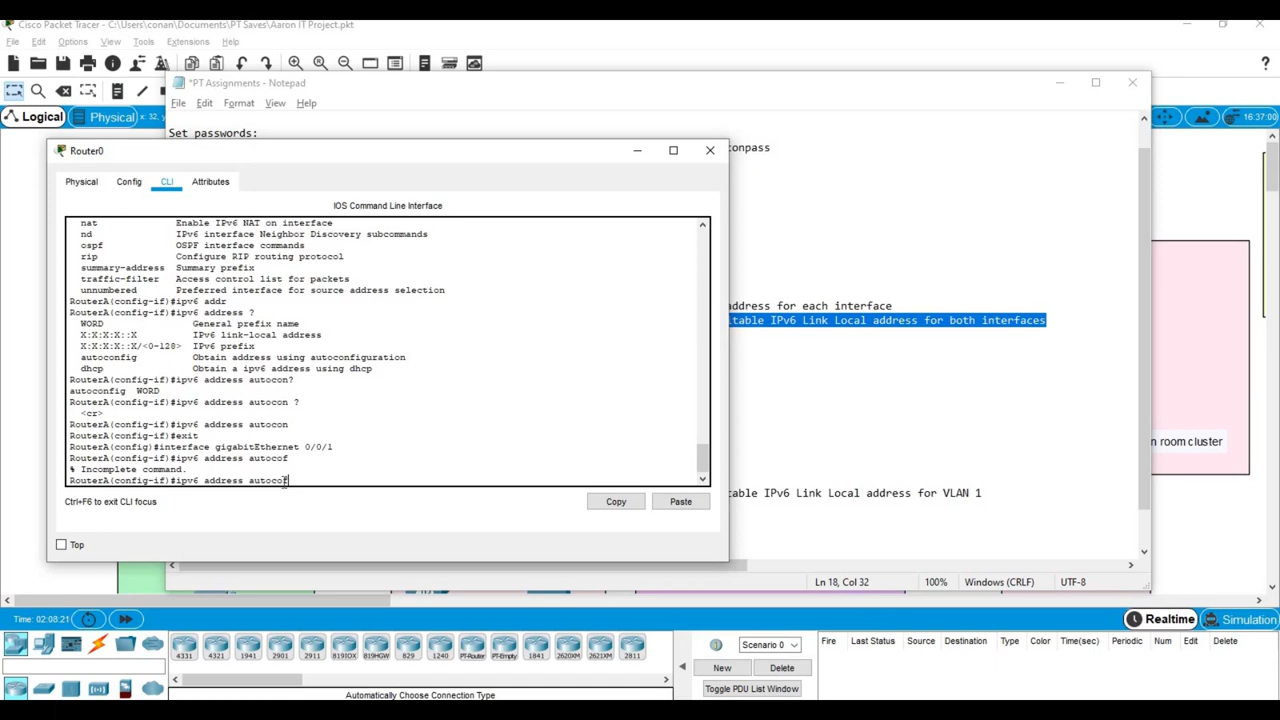 Cisco Packet Tracer - C:\Users\conan\Documents\PT Saves\Aaron IT Project.pkt
File Edit Options View Tools Extensions Help
Logical Physical x: 32, y 16:37:00
*PT Assignments - Notepad
File Edit Format View Help
Set passwords:
onpass
address for each interface
table IPv6 Link Local address for both interfaces
n room cluster
table IPv6 Link Local address for VLAN 1
Ln 18, Col 32 100% Windows (CRLF) UTF-8
Router0
Physical Config CLI Attributes
IOS Command Line Interface
nat Enable IPv6 NAT on interface
nd IPv6 interface Neighbor Discovery subcommands
ospf OSPF interface commands
rip Configure RIP routing protocol
summary-address Summary prefix
traffic-filter Access control list for packets
unnumbered Preferred interface for source address selection
RouterA(config-if)#ipv6 addr
RouterA(config-if)#ipv6 address ?
WORD General prefix name
X:X:X:X::X IPv6 link-local address
X:X:X:X::X/<0-128> IPv6 prefix
autoconfig Obtain address using autoconfiguration
dhcp Obtain a ipv6 address using dhcp
RouterA(config-if)#ipv6 address autocon?
autoconfig WORD
RouterA(config-if)#ipv6 address autocon ?
<cr>
RouterA(config-if)#ipv6 address autocon
RouterA(config-if)#exit
RouterA(config)#interface gigabitEthernet 0/0/1
RouterA(config-if)#ipv6 address autocof
% Incomplete command.
RouterA(config-if)#ipv6 address autocof
Ctrl+F6 to exit CLI focus
Copy Paste
Top
Time: 02:08:21
Realtime Simulation
4331 4321 1941 2901 2911 819IOX 819HGW 829 1240 PT-Router PT-Empty 1841 2620XM 2621XM 2811
Automatically Choose Connection Type
Scenario 0
New Delete
Toggle PDU List Window
Fire Last Status Source Destination Type Color Time(sec) Periodic Num Edit Delete